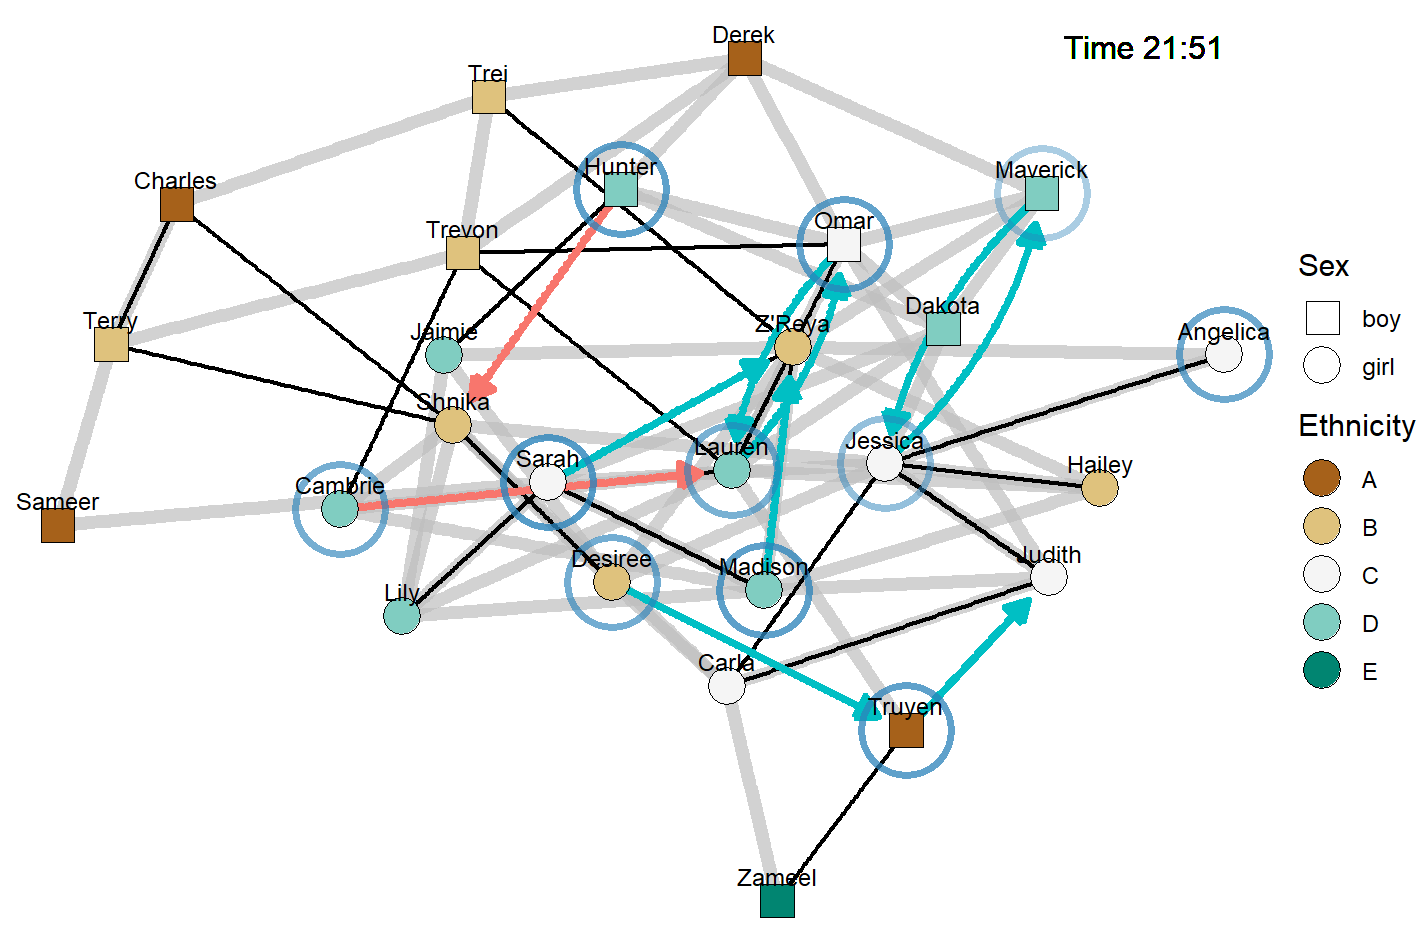 Derek
Time 21:51
Trei
Hunter
Maverick
Charles
Omar
Trevon
Sex
Dakota
boy
Terry
Z'Reya
Jaimie
Angelica
girl
Shnika
Ethnicity
Jessica
Lauren
Sarah
Hailey
A
Cambrie
Sameer
B
Desiree
Judith
Madison
C
Lily
D
Carla
E
Truyen
Zameel